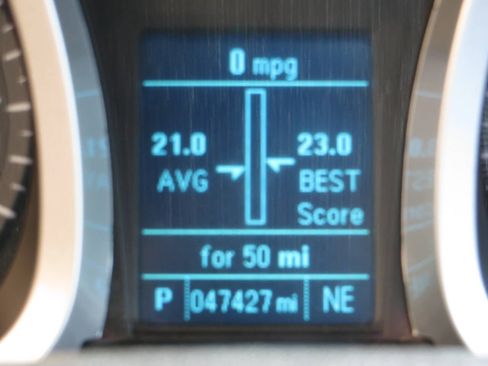 0 mpg
21.0 23.0
AVG BEST
Score
for 50 mi
P 047427 mi NE